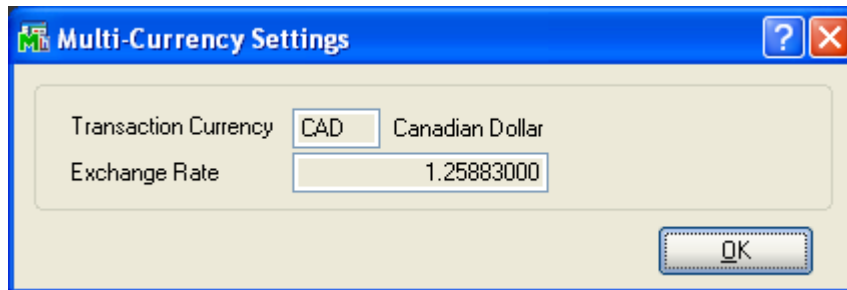 Multi-Currency Settings
Transaction Currency CAD Canadian Dollar
Exchange Rate 1.25883000
OK